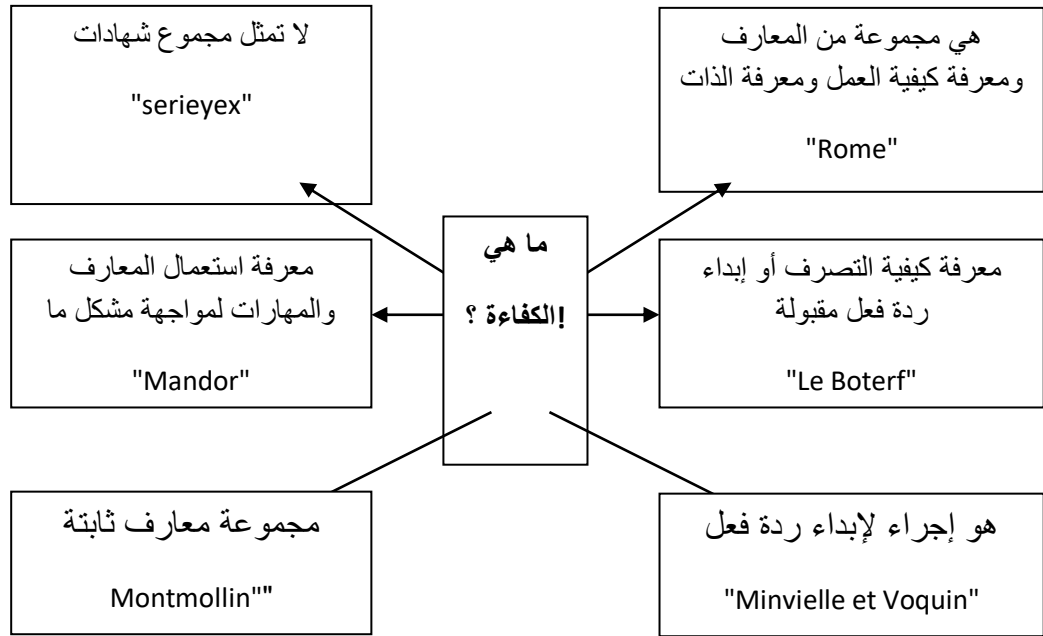 هي مجموعة من المعارف
ومعرفة كيفية العمل ومعرفة الذات
"Rome"
لا تمثل مجموع شهادات
"serieyex"
ما هي
الكفاءة ؟!
معرفة كيفية التصرف أو إبداء
ردة فعل مقبولة
"Le Boterf"
معرفة استعمال المعارف
والمهارات لمواجهة مشكل ما
"Mandor"
هو إجراء لإبداء ردة فعل
"Minvielle et Voquin"
مجموعة معارف ثابتة
Montmollin""